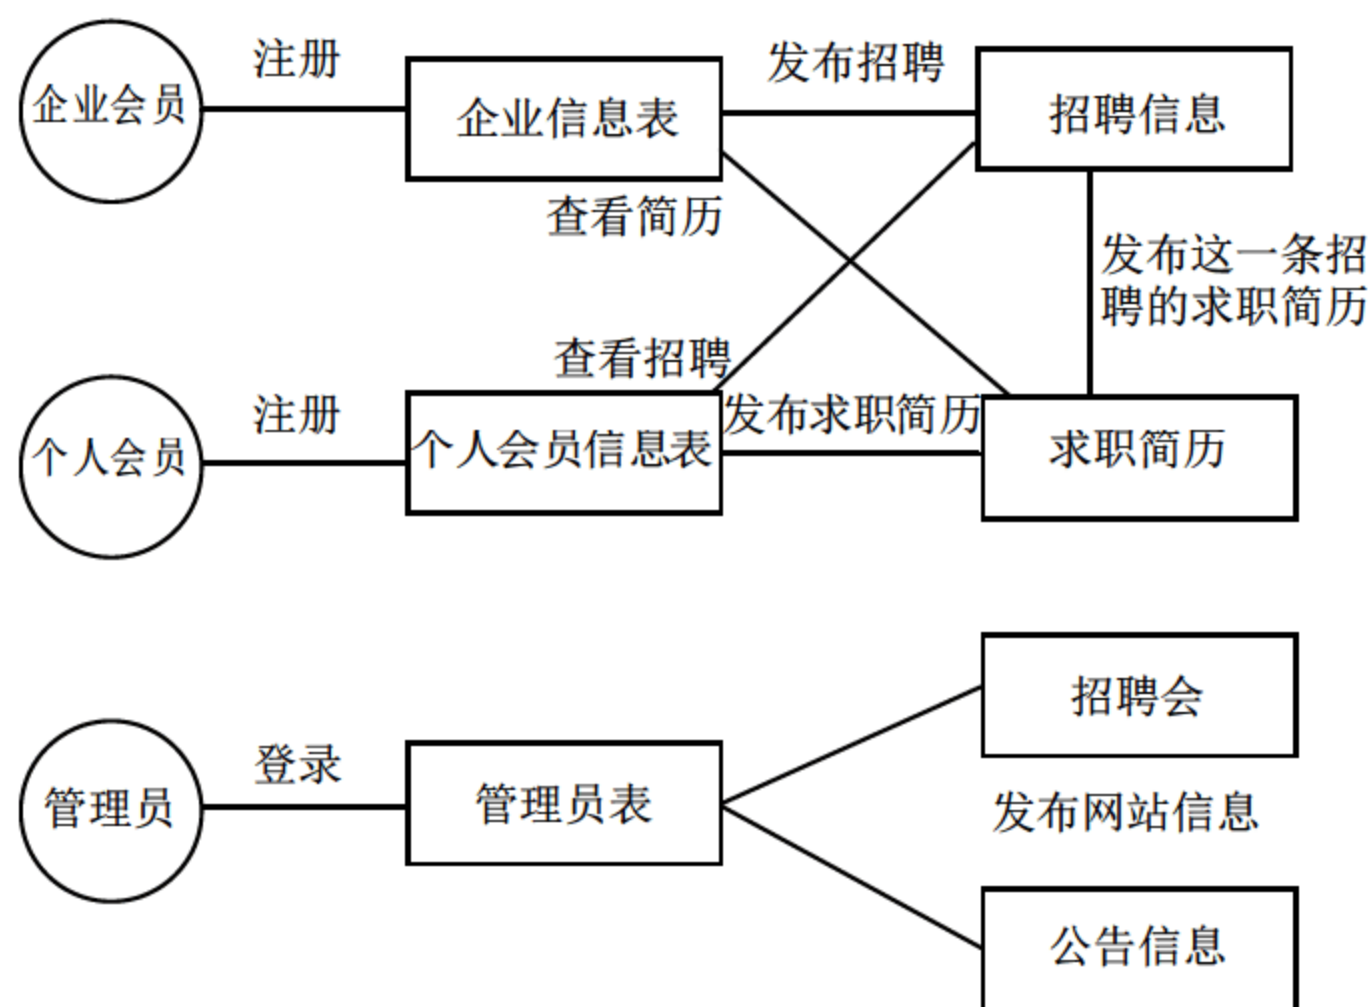 企业会员
注册
企业信息表
发布招聘
招聘信息
查看简历
发布这一条招
聘的求职简历
查看招聘
个人会员
注册
个人会员信息表
发布求职简历
求职简历
管理员
登录
管理员表
招聘会
发布网站信息
公告信息